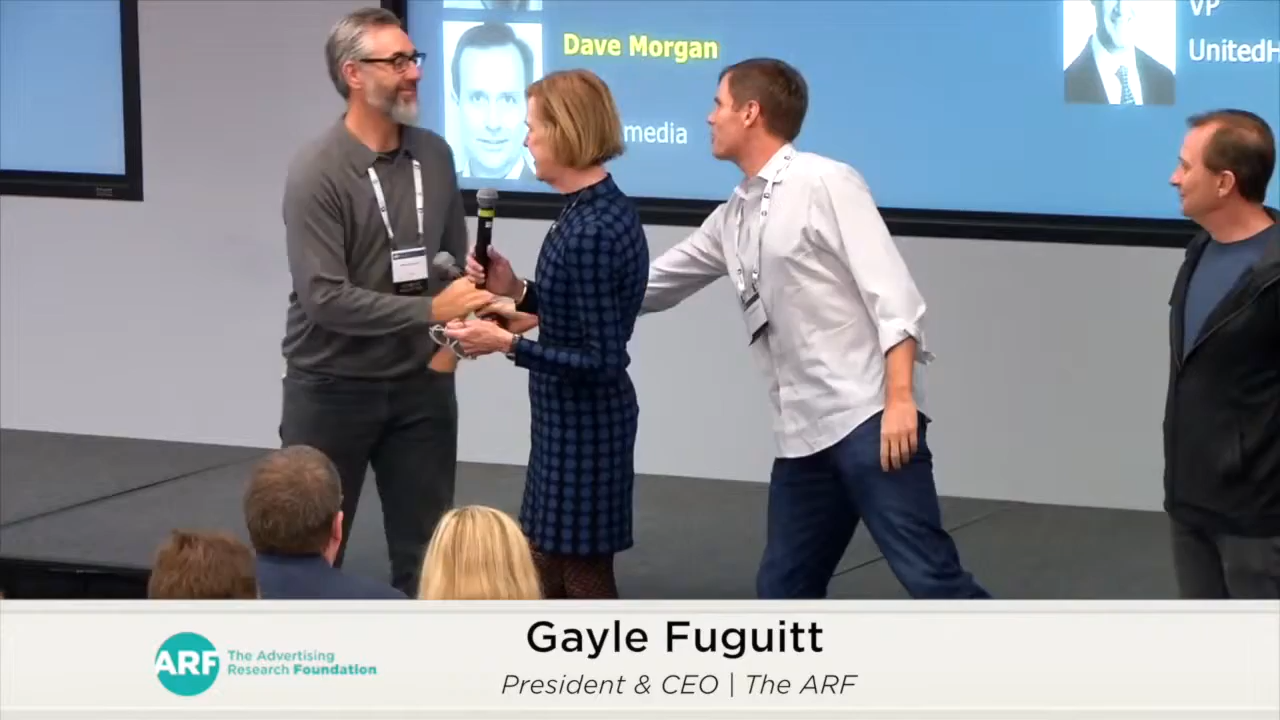 Dave Morgan
media
VP
UnitedH
Gayle Fuguitt
President & CEO | The ARF
ARF
The Advertising
Research Foundation